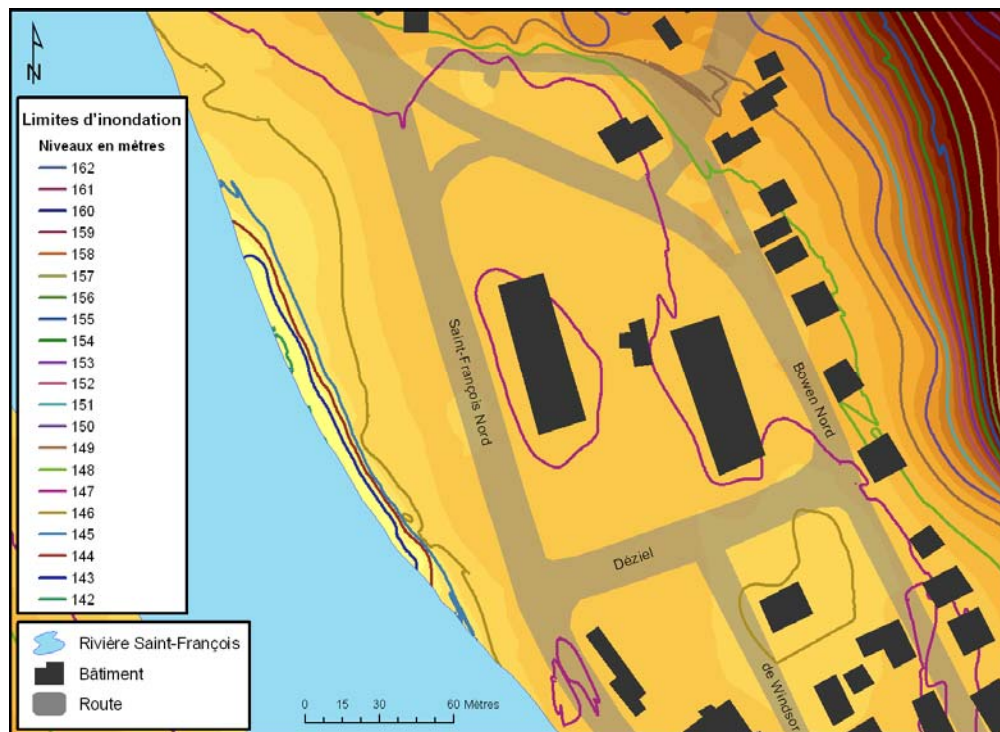 N
Limites d'inondation
Niveaux en mètres
162
161
160
159
158
157
156
155
154
153
152
151
150
149
148
147
146
145
144
143
142
Rivière Saint-François
Bâtiment
Route
0 15 30 60 Mètres
Saint-François Nord
Bowen Nord
Déziel
de Windsor